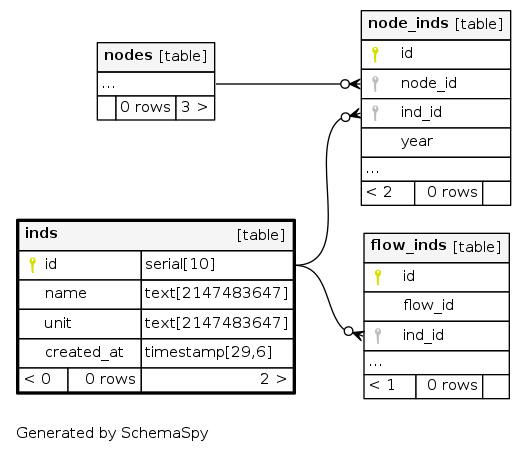 nodes [table]
...
0 rows 3 >
node_inds [table]
id
node_id
ind_id
year
...
< 2 0 rows
inds [table]
id serial[10]
name text[2147483647]
unit text[2147483647]
created_at timestamp[29,6]
< 0 0 rows 2 >
flow_inds [table]
id
flow_id
ind_id
...
< 1 0 rows
Generated by SchemaSpy